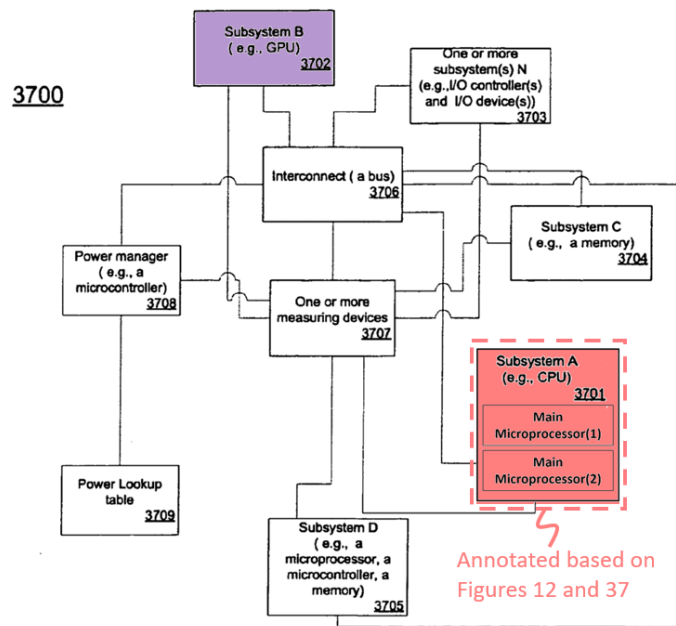 3700
Subsystem B
( e.g., GPU)
3702
One or more
subsystem(s) N
(e.g.,I/O controller(s)
and I/O device(s))
3703
Interconnect ( a bus)
3706
Subsystem C
(e.g., a memory)
3704
Power manager
( e.g., a
microcontroller)
3708
One or more
measuring devices
3707
Subsystem A
(e.g., CPU)
3701
Main
Microprocessor(1)
Main
Microprocessor(2)
Power Lookup
table
3709
Subsystem D
( e.g., a
microprocessor, a
microcontroller, a
memory)
3705
Annotated based on
Figures 12 and 37